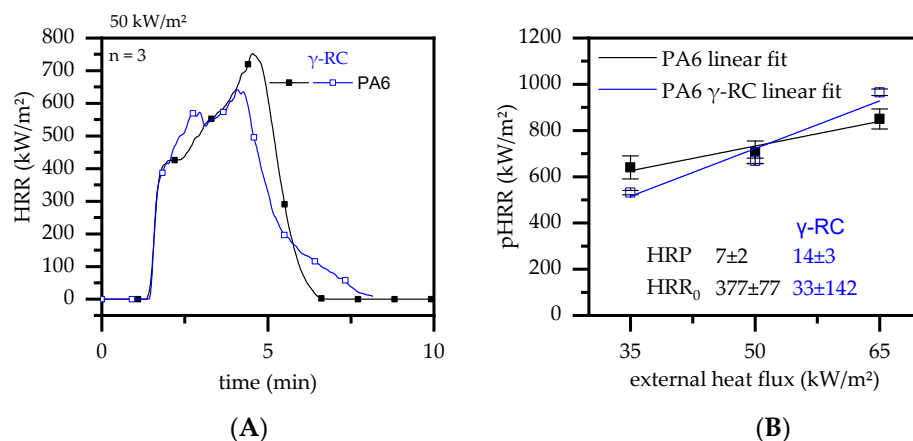 50 kW/m²
n = 3
γ-RC
PA6
HRR (kW/m²)
800
700
600
500
400
300
200
100
0
0
5
10
time (min)
(A)
PA6 linear fit
PA6 γ-RC linear fit
pHRR (kW/m²)
1200
1000
800
600
400
200
0
γ-RC
HRP 7±2 14±3
HRR₀ 377±77 33±142
35
50
65
external heat flux (kW/m²)
(B)